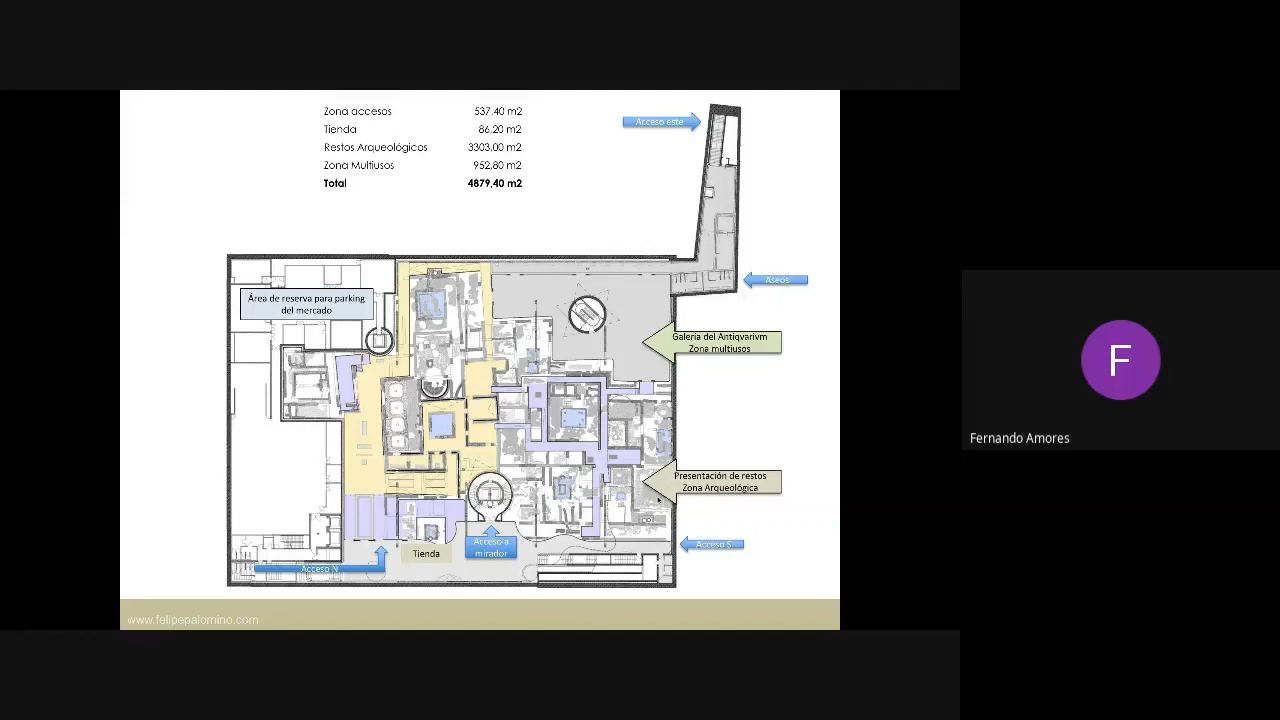 Zona accesos 537,40 m2
Tienda 86,20 m2
Restos Arqueológicos 3303,00 m2
Zona Multiusos 952,80 m2
Total 4879,40 m2
Acceso este
Aseos
Área de reserva para parking
del mercado
Galería del Antiqvarivm
Zona multiusos
Presentación de restos
Zona Arqueológica
Acceso S
Acceso a
mirador
Tienda
Acceso N
www.felipepalomino.com
F
Fernando Amores